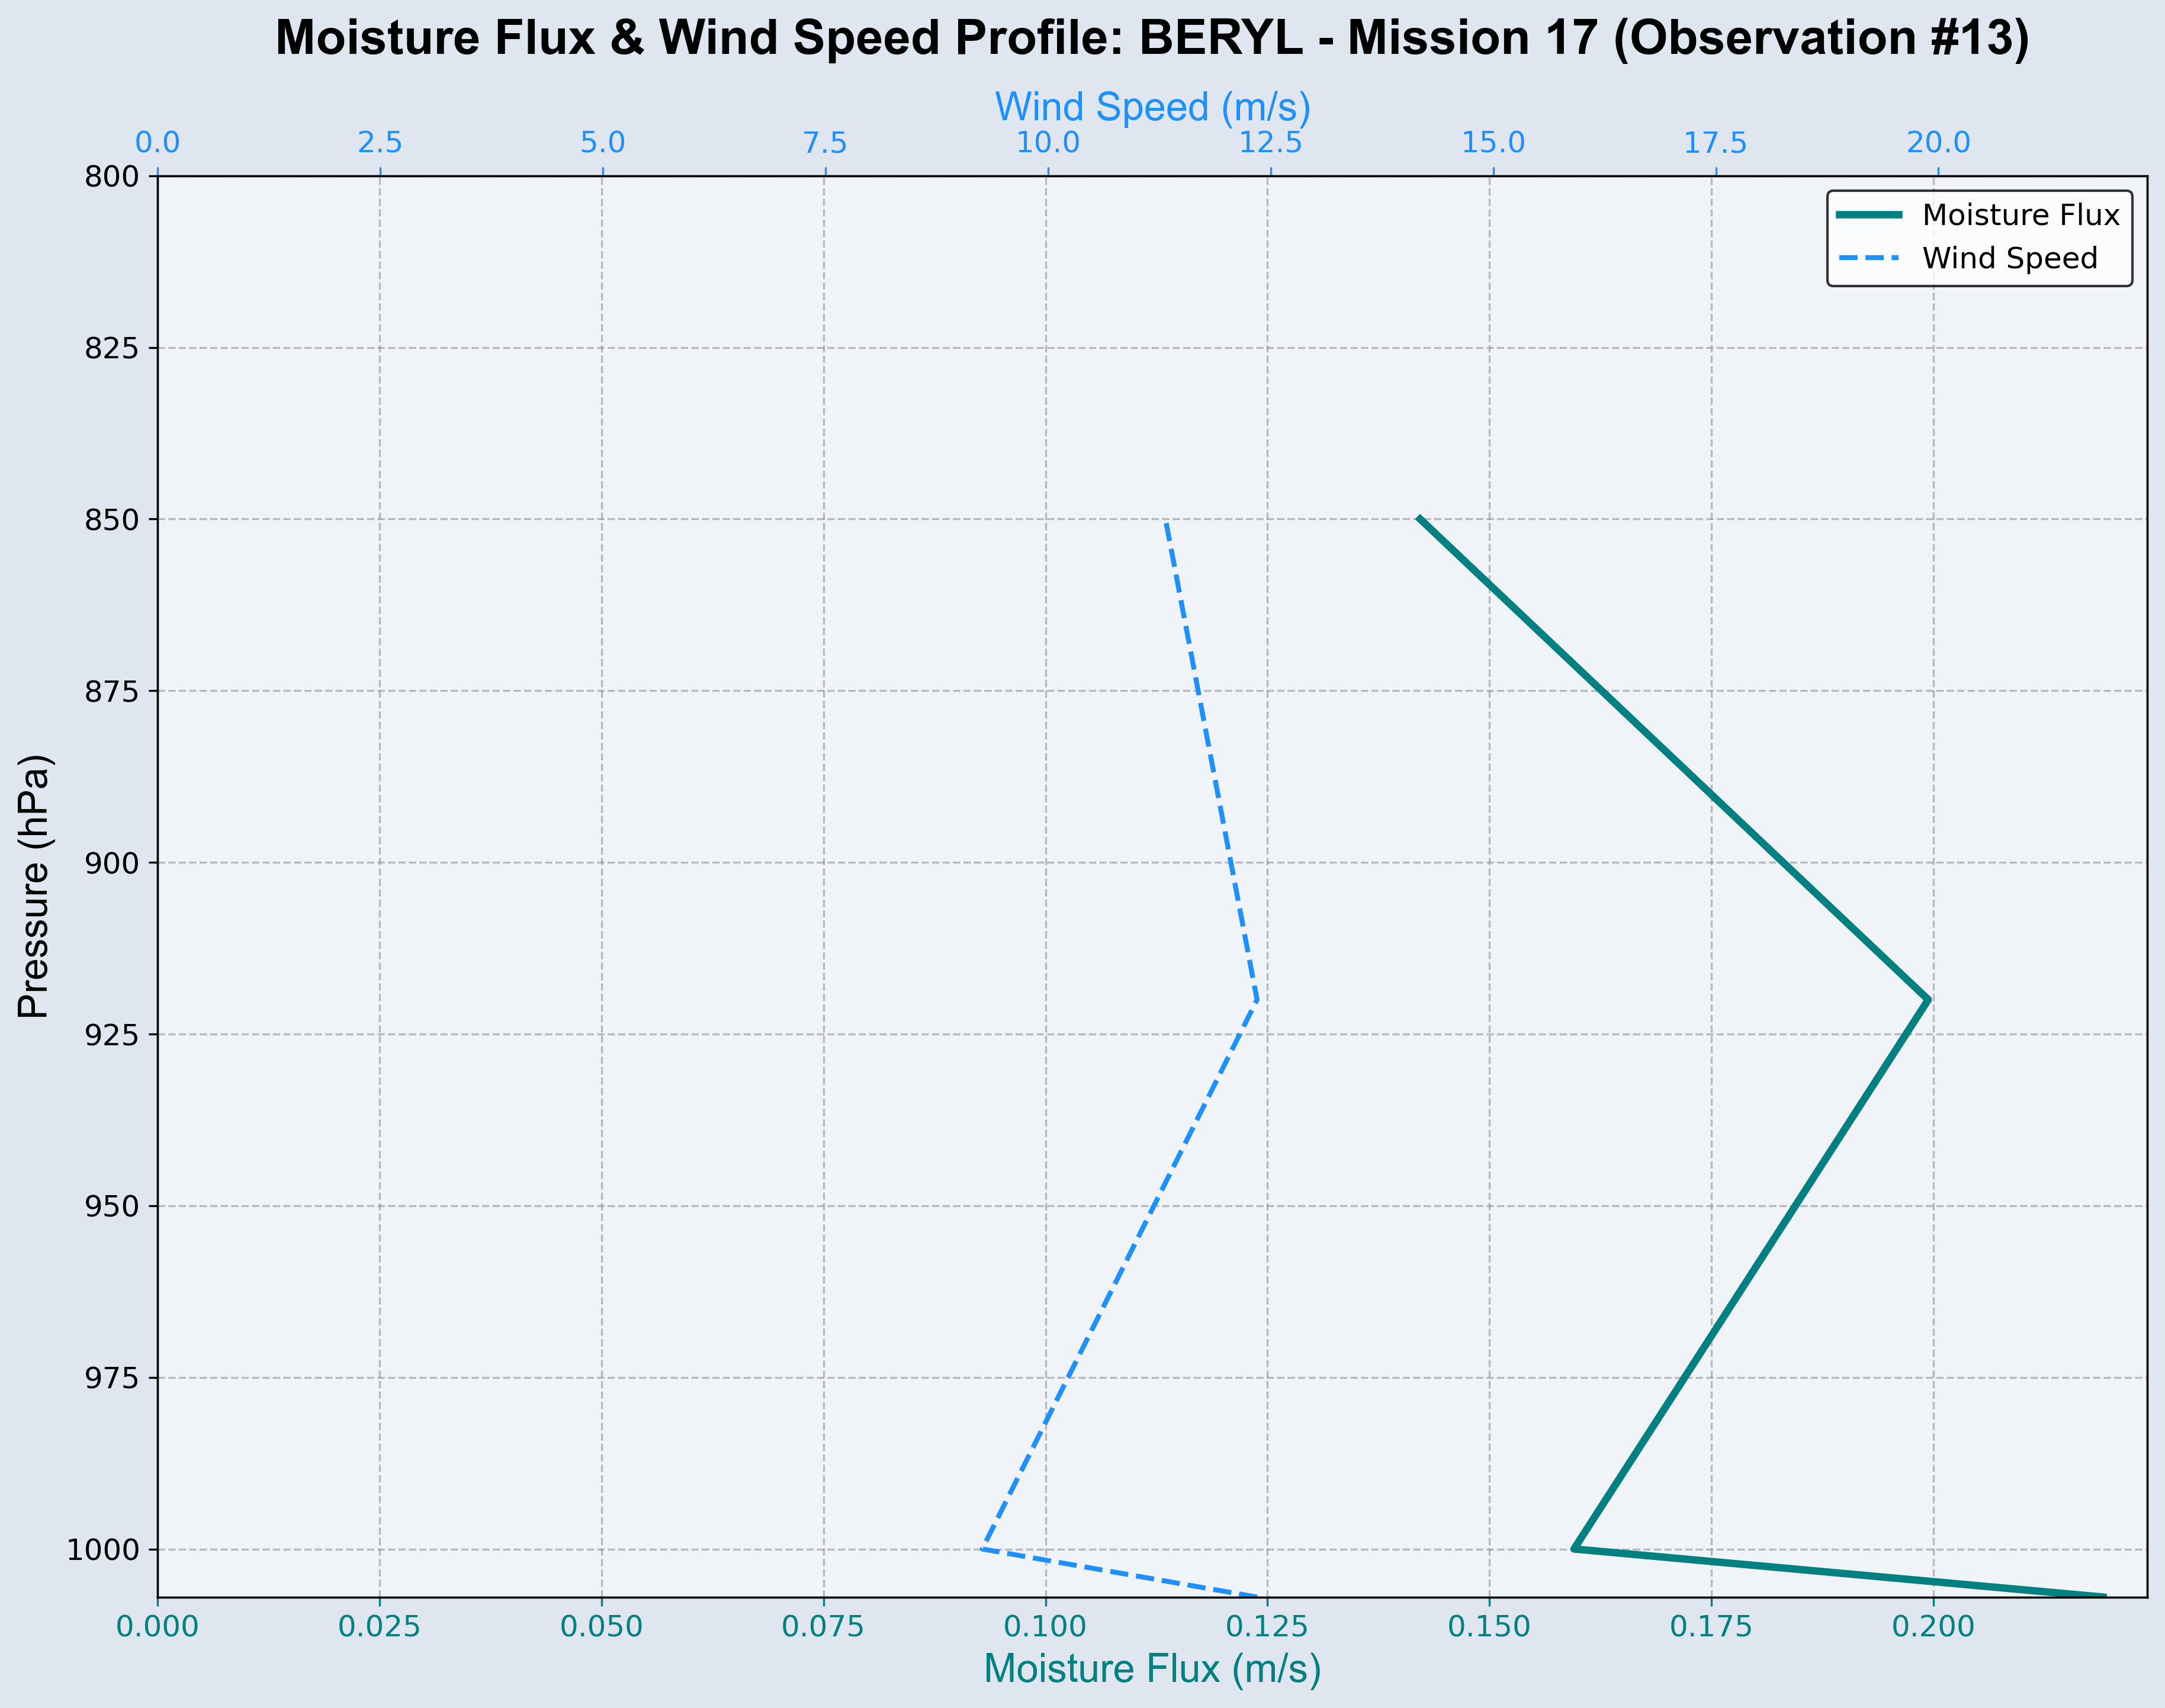 Moisture Flux & Wind Speed Profile: BERYL - Mission 17 (Observation #13)
Wind Speed (m/s)
0.0 2.5 5.0 7.5 10.0 12.5 15.0 17.5 20.0
Moisture Flux
Wind Speed
800
825
850
875
900
925
950
975
1000
Pressure (hPa)
0.000 0.025 0.050 0.075 0.100 0.125 0.150 0.175 0.200
Moisture Flux (m/s)